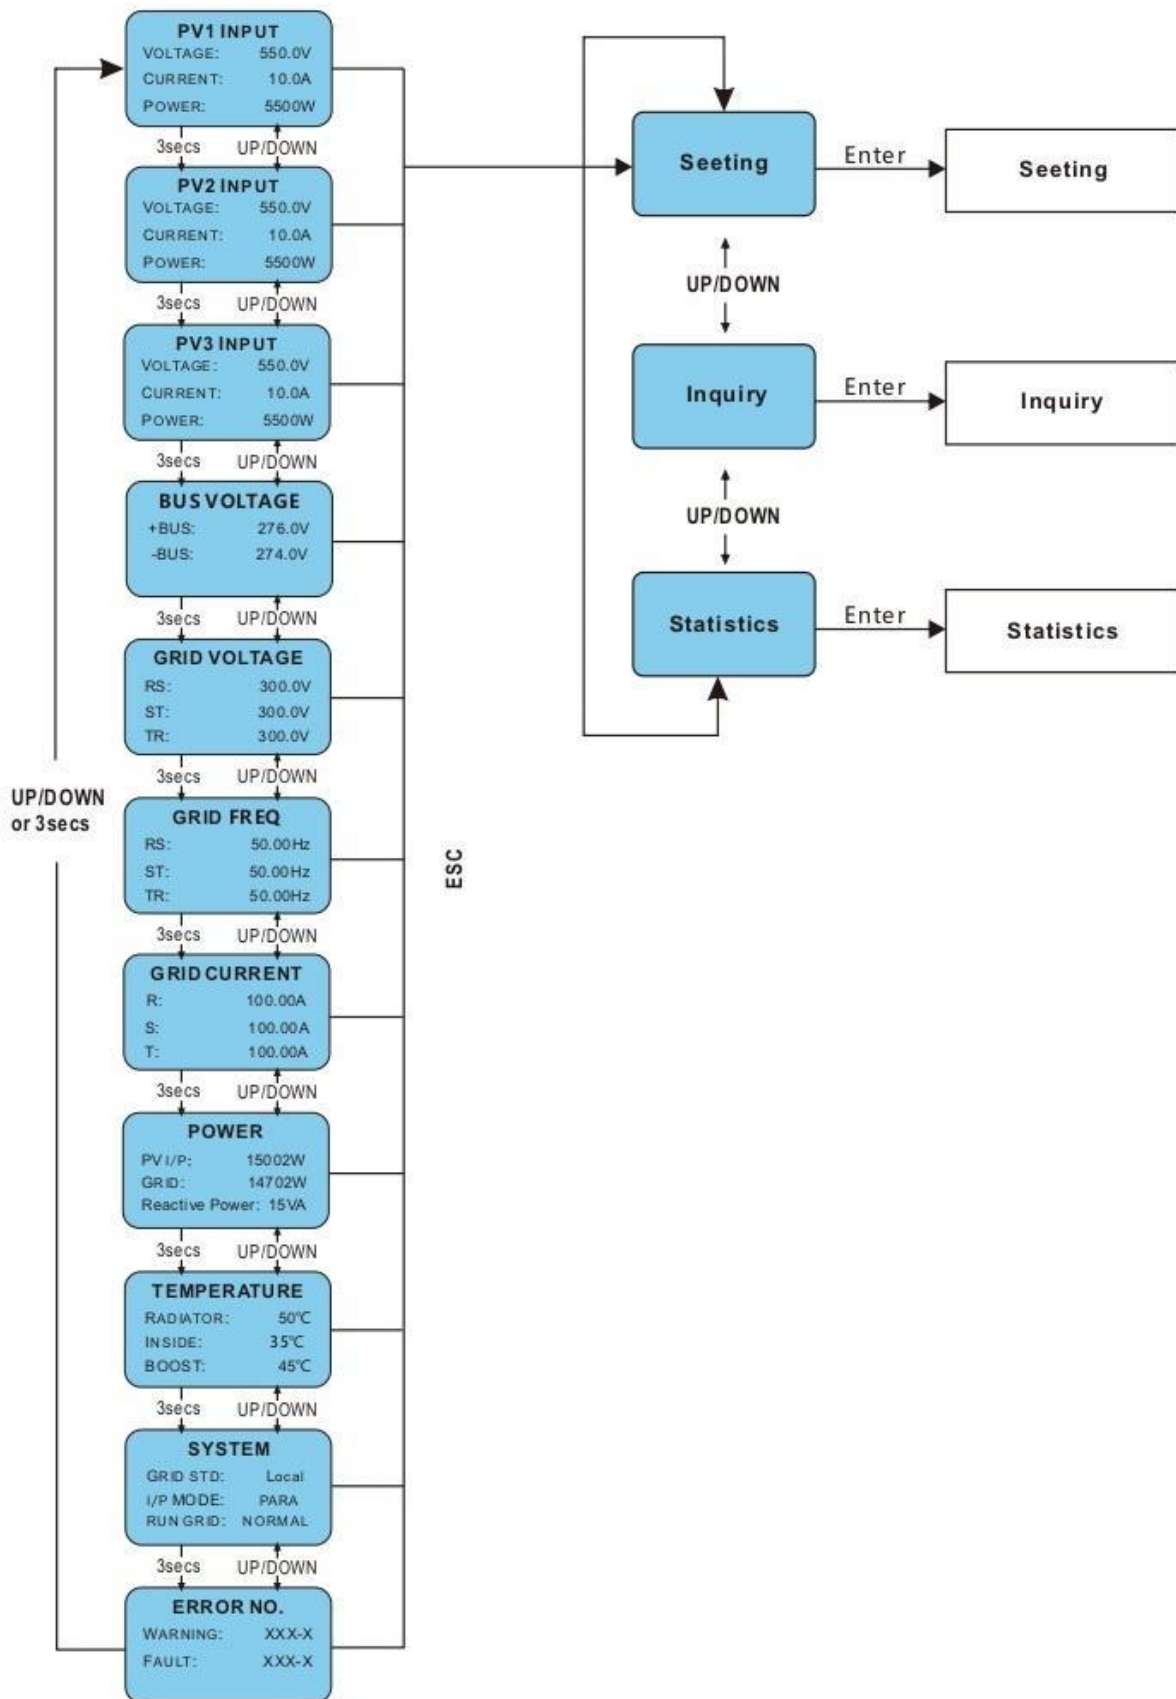 PV1 INPUT
VOLTAGE: 550.0V
CURRENT: 10.0A
POWER: 5500W
3secs UP/DOWN
PV2 INPUT
VOLTAGE: 550.0V
CURRENT: 10.0A
POWER: 5500W
3secs UP/DOWN
PV3 INPUT
VOLTAGE: 550.0V
CURRENT: 10.0A
POWER: 5500W
3secs UP/DOWN
BUS VOLTAGE
+BUS: 276.0V
-BUS: 274.0V
3secs UP/DOWN
GRID VOLTAGE
RS: 300.0V
ST: 300.0V
TR: 300.0V
3secs UP/DOWN
GRID FREQ
RS: 50.00Hz
ST: 50.00Hz
TR: 50.00Hz
3secs UP/DOWN
GRID CURRENT
R: 100.00A
S: 100.00A
T: 100.00A
3secs UP/DOWN
POWER
PV I/P: 15002W
GRID: 14702W
Reactive Power: 15VA
3secs UP/DOWN
TEMPERATURE
RADIATOR: 50℃
INSIDE: 35℃
BOOST: 45℃
3secs UP/DOWN
SYSTEM
GRID STD: Local
I/P MODE: PARA
RUN GRID: NORMAL
3secs UP/DOWN
ERROR NO.
WARNING: XXX-X
FAULT: XXX-X
UP/DOWN
or 3secs
ESC
Seeting Enter Seeting
UP/DOWN
Inquiry Enter Inquiry
UP/DOWN
Statistics Enter Statistics